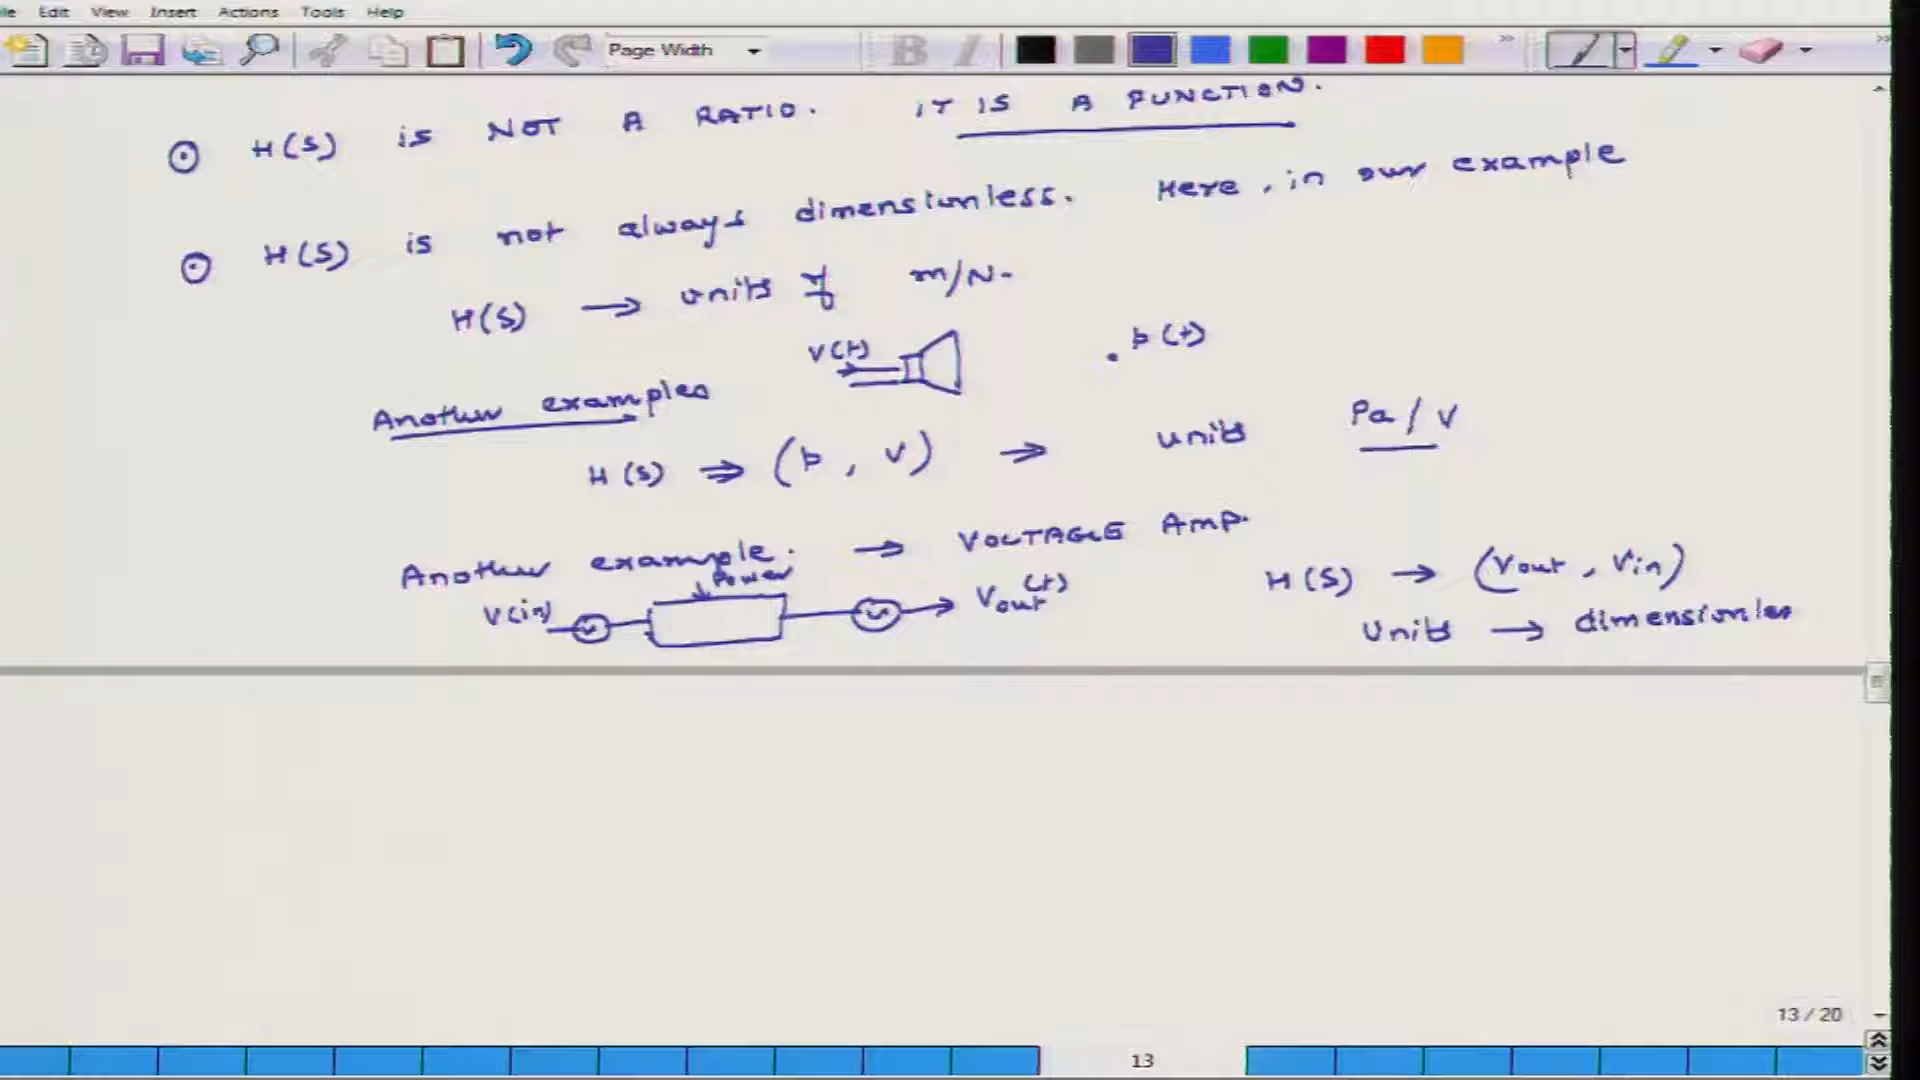 Edit View Insert Actions Tools Help
Page Width
H(S) is NOT A RATIO. IT IS A FUNCTION.
H(S) is not always dimensionless. Here, in our example
H(S) → units of m/N.
V(t) p(t)
Another examples
H(S) ⇒ (p, v) → units Pa/V
Another example. → VOLTAGE AMP.
Power
V(in) Vout(t)
H(S) → (Vout, Vin)
Units → dimensionles
13 / 20
13